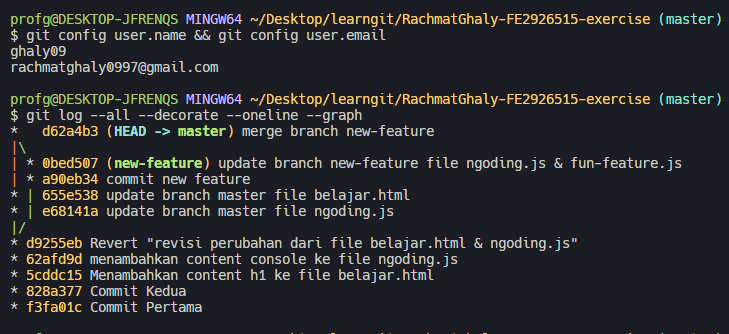 profg@DESKTOP-JFRENQS MINGW64 ~/Desktop/learngit/RachmatGhaly-FE2926515-exercise (master)
$ git config user.name && git config user.email
ghaly09
rachmatghaly0997@gmail.com
profg@DESKTOP-JFRENQS MINGW64 ~/Desktop/learngit/RachmatGhaly-FE2926515-exercise (master)
$ git log --all --decorate --oneline --graph
*   d62a4b3 (HEAD -> master) merge branch new-feature
|\
| * 0bed507 (new-feature) update branch new-feature file ngoding.js & fun-feature.js
| * a90eb34 commit new feature
* | 655e538 update branch master file belajar.html
* | e68141a update branch master file ngoding.js
|/
* d9255eb Revert "revisi perubahan dari file belajar.html & ngoding.js"
* 62afd9d menambahkan content console ke file ngoding.js
* 5cddc15 Menambahkan content h1 ke file belajar.html
* 828a377 Commit Kedua
* f3fa01c Commit Pertama